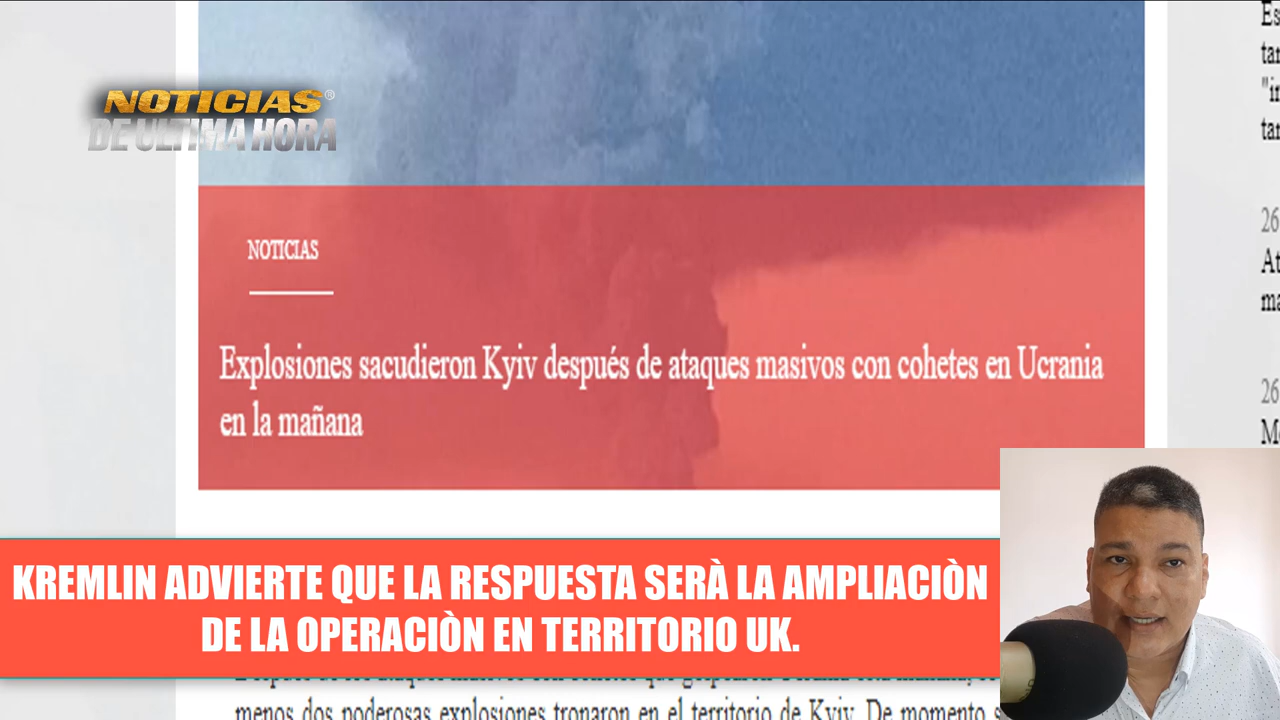 NOTICIAS®
DE ULTIMA HORA
NOTICIAS
Explosiones sacudieron Kyiv después de ataques masivos con cohetes en Ucrania
en la mañana
26
26
KREMLIN ADVIERTE QUE LA RESPUESTA SERÀ LA AMPLIACIÒN
DE LA OPERACIÒN EN TERRITORIO UK.
menos dos poderosas explosiones tronaron en el territorio de Kyiv. De momento